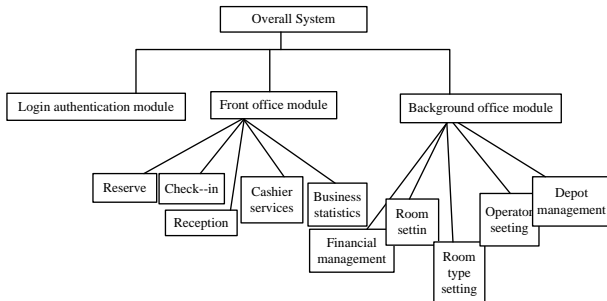 Overall System
Login authentication module
Front office module
Background office module
Reserve
Check--in
Reception
Cashier
services
Business
statistics
Financial
management
Room
settin
Room
type
setting
Operator
seeting
Depot
management